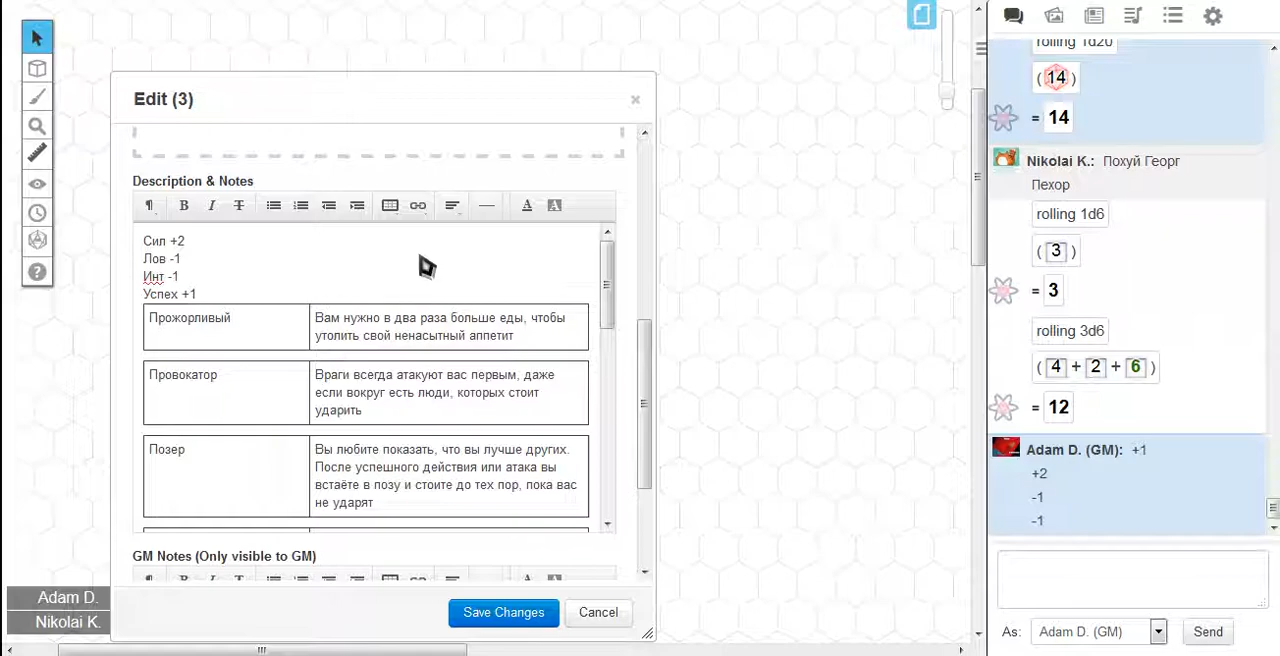 Edit (3)
×
Description & Notes
Сил +2
Лов -1
Инт -1
Успех +1
Прожорливый
Вам нужно в два раза больше еды, чтобы
утолить свой ненасытный аппетит
Провокатор
Враги всегда атакуют вас первым, даже
если вокруг есть люди, которых стоит
ударить
Позер
Вы любите показать, что вы лучше других.
После успешного действия или атака вы
встаёте в позу и стоите до тех пор, пока вас
не ударят
GM Notes (Only visible to GM)
Save Changes
Cancel
Adam D.
Nikolai K.
rolling 1d20
(14)
= 14
Nikolai K.: Похуй Георг
Пехор
rolling 1d6
(3)
= 3
rolling 3d6
(4 + 2 + 6)
= 12
Adam D. (GM): +1
+2
-1
-1
As: Adam D. (GM)
Send